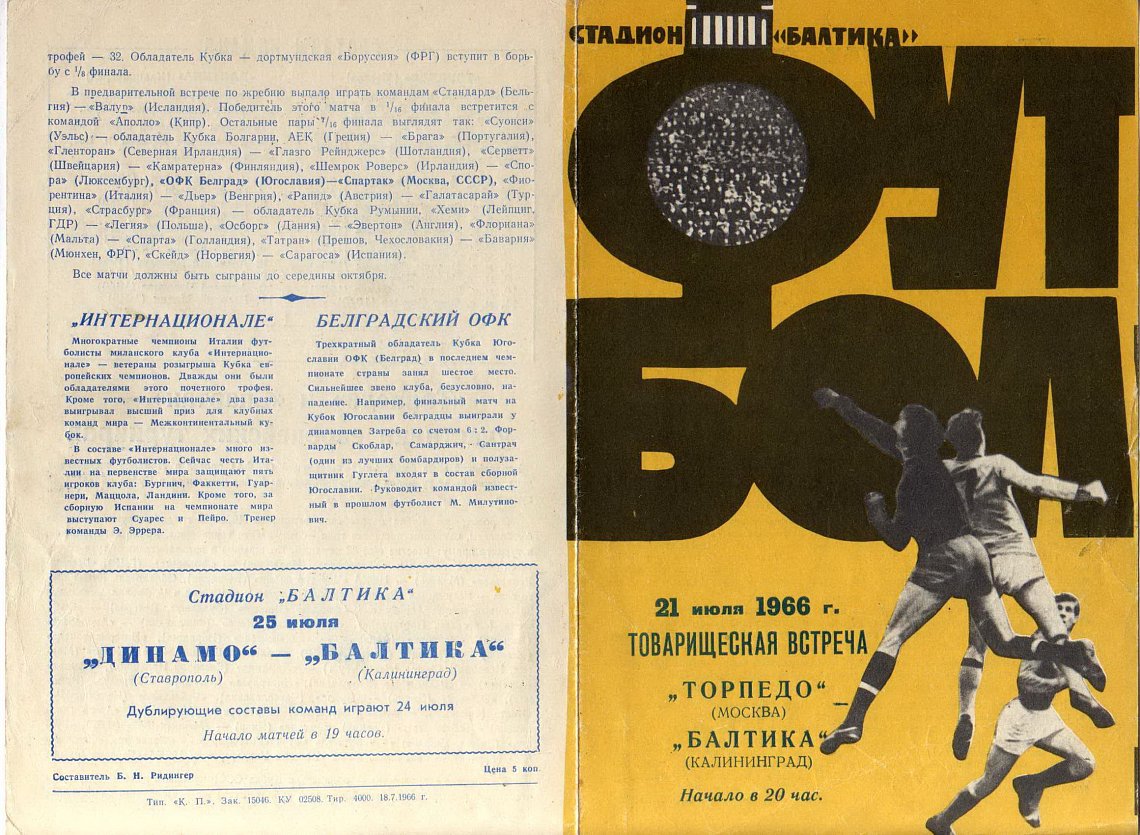 трофей — 32. Обладатель Кубка — дортмундская «Боруссия» (ФРГ) вступит в борь-
бу с 1/8 финала.
В предварительной встрече по жребию выпало играть командам «Стандард» (Бель-
гия) — «Валур» (Исландия). Победитель этого матча в 1/16 финала встретится с
командой «Аполло» (Кипр). Остальные пары 1/16 финала выглядят так: «Суонси»
(Уэльс) — обладатель Кубка Болгарии, АЕК (Греция) — «Брага» (Португалия),
«Гленторан» (Северная Ирландия) — «Глазго Рейнджерс» (Шотландия), «Серветт»
(Швейцария) — «Камратерна» (Финляндия), «Шемрок Роверс» (Ирландия) — «Спо-
ра» (Люксембург), «ОФК Белград» (Югославия)—«Спартак» (Москва, СССР), «Фио-
рентина» (Италия) — «Дьер» (Венгрия), «Рапид» (Австрия) — «Галатасарай» (Тур-
ция), «Страсбург» (Франция) — обладатель Кубка Румынии, «Хеми» (Лейпциг,
ГДР) — «Легия» (Польша), «Осборг» (Дания) — «Эвертон» (Англия), «Флориана»
(Мальта) — «Спарта» (Голландия), «Татран» (Прешов, Чехословакия) — «Бавария»
(Мюнхен, ФРГ), «Скейд» (Норвегия) — «Сарагоса» (Испания).
Все матчи должны быть сыграны до середины октября.
„ИНТЕРНАЦИОНАЛЕ“
Многократные чемпионы Италии фут-
болисты миланского клуба «Интернацио-
нале» — ветераны розыгрыша Кубка ев-
ропейских чемпионов. Дважды они были
обладателями этого почетного трофея.
Кроме того, «Интернационале» два раза
выигрывал высший приз для клубных
команд мира — Межконтинентальный ку-
бок.
В составе «Интернационале» много из-
вестных футболистов. Сейчас честь Ита-
лии на первенстве мира защищают пять
игроков клуба: Бургнич, Факкетти, Гуар-
нери, Маццола, Ландини. Кроме того, за
сборную Испании на чемпионате мира
выступают Суарес и Пейро. Тренер
команды Э. Эррера.
БЕЛГРАДСКИЙ ОФК
Трехкратный обладатель Кубка Юго-
славии ОФК (Белград) в последнем чем-
пионате страны занял шестое место.
Сильнейшее звено клуба, безусловно, на-
падение. Например, финальный матч на
Кубок Югославии белградцы выиграли у
динамовцев Загреба со счетом 6 : 2. Фор-
варды Скоблар, Самарджич, Сантрач
(один из лучших бомбардиров) и полуза-
щитник Гуглета входят в состав сборной
Югославии. Руководит командой извест-
ный в прошлом футболист М. Милутино-
вич.
Стадион „БАЛТИКА“
25 июля
„ДИНАМО“ — „БАЛТИКА“
(Ставрополь) (Калининград)
Дублирующие составы команд играют 24 июля
Начало матчей в 19 часов.
Составитель Б. Н. Ридингер Цена 5 коп.
Тип. «К. П.». Зак. 15046. КУ 02508. Тир. 4000. 18.7.1966 г.
СТАДИОН «БАЛТИКА»
ФУТ
БОЛ
21 июля 1966 г.
ТОВАРИЩЕСКАЯ ВСТРЕЧА
„ТОРПЕДО“ —
(МОСКВА)
„БАЛТИКА“
(КАЛИНИНГРАД)
Начало в 20 час.